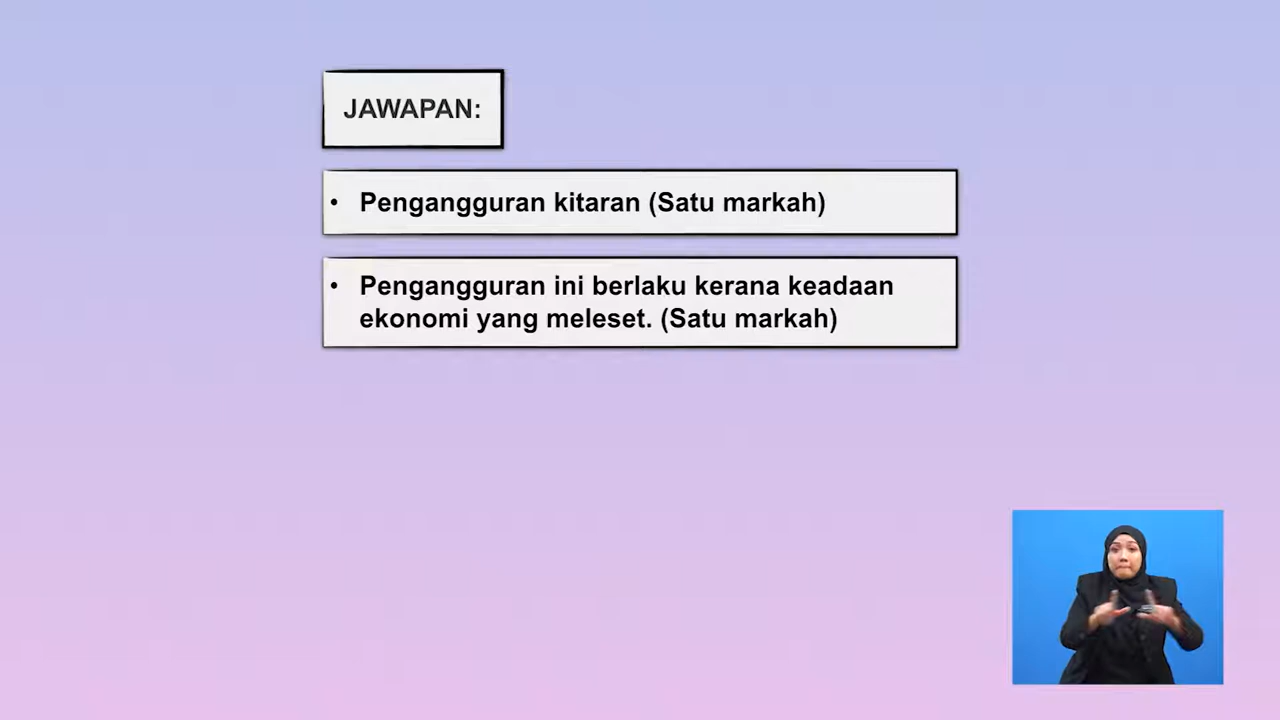 JAWAPAN:
• Pengangguran kitaran (Satu markah)
• Pengangguran ini berlaku kerana keadaan
ekonomi yang meleset. (Satu markah)